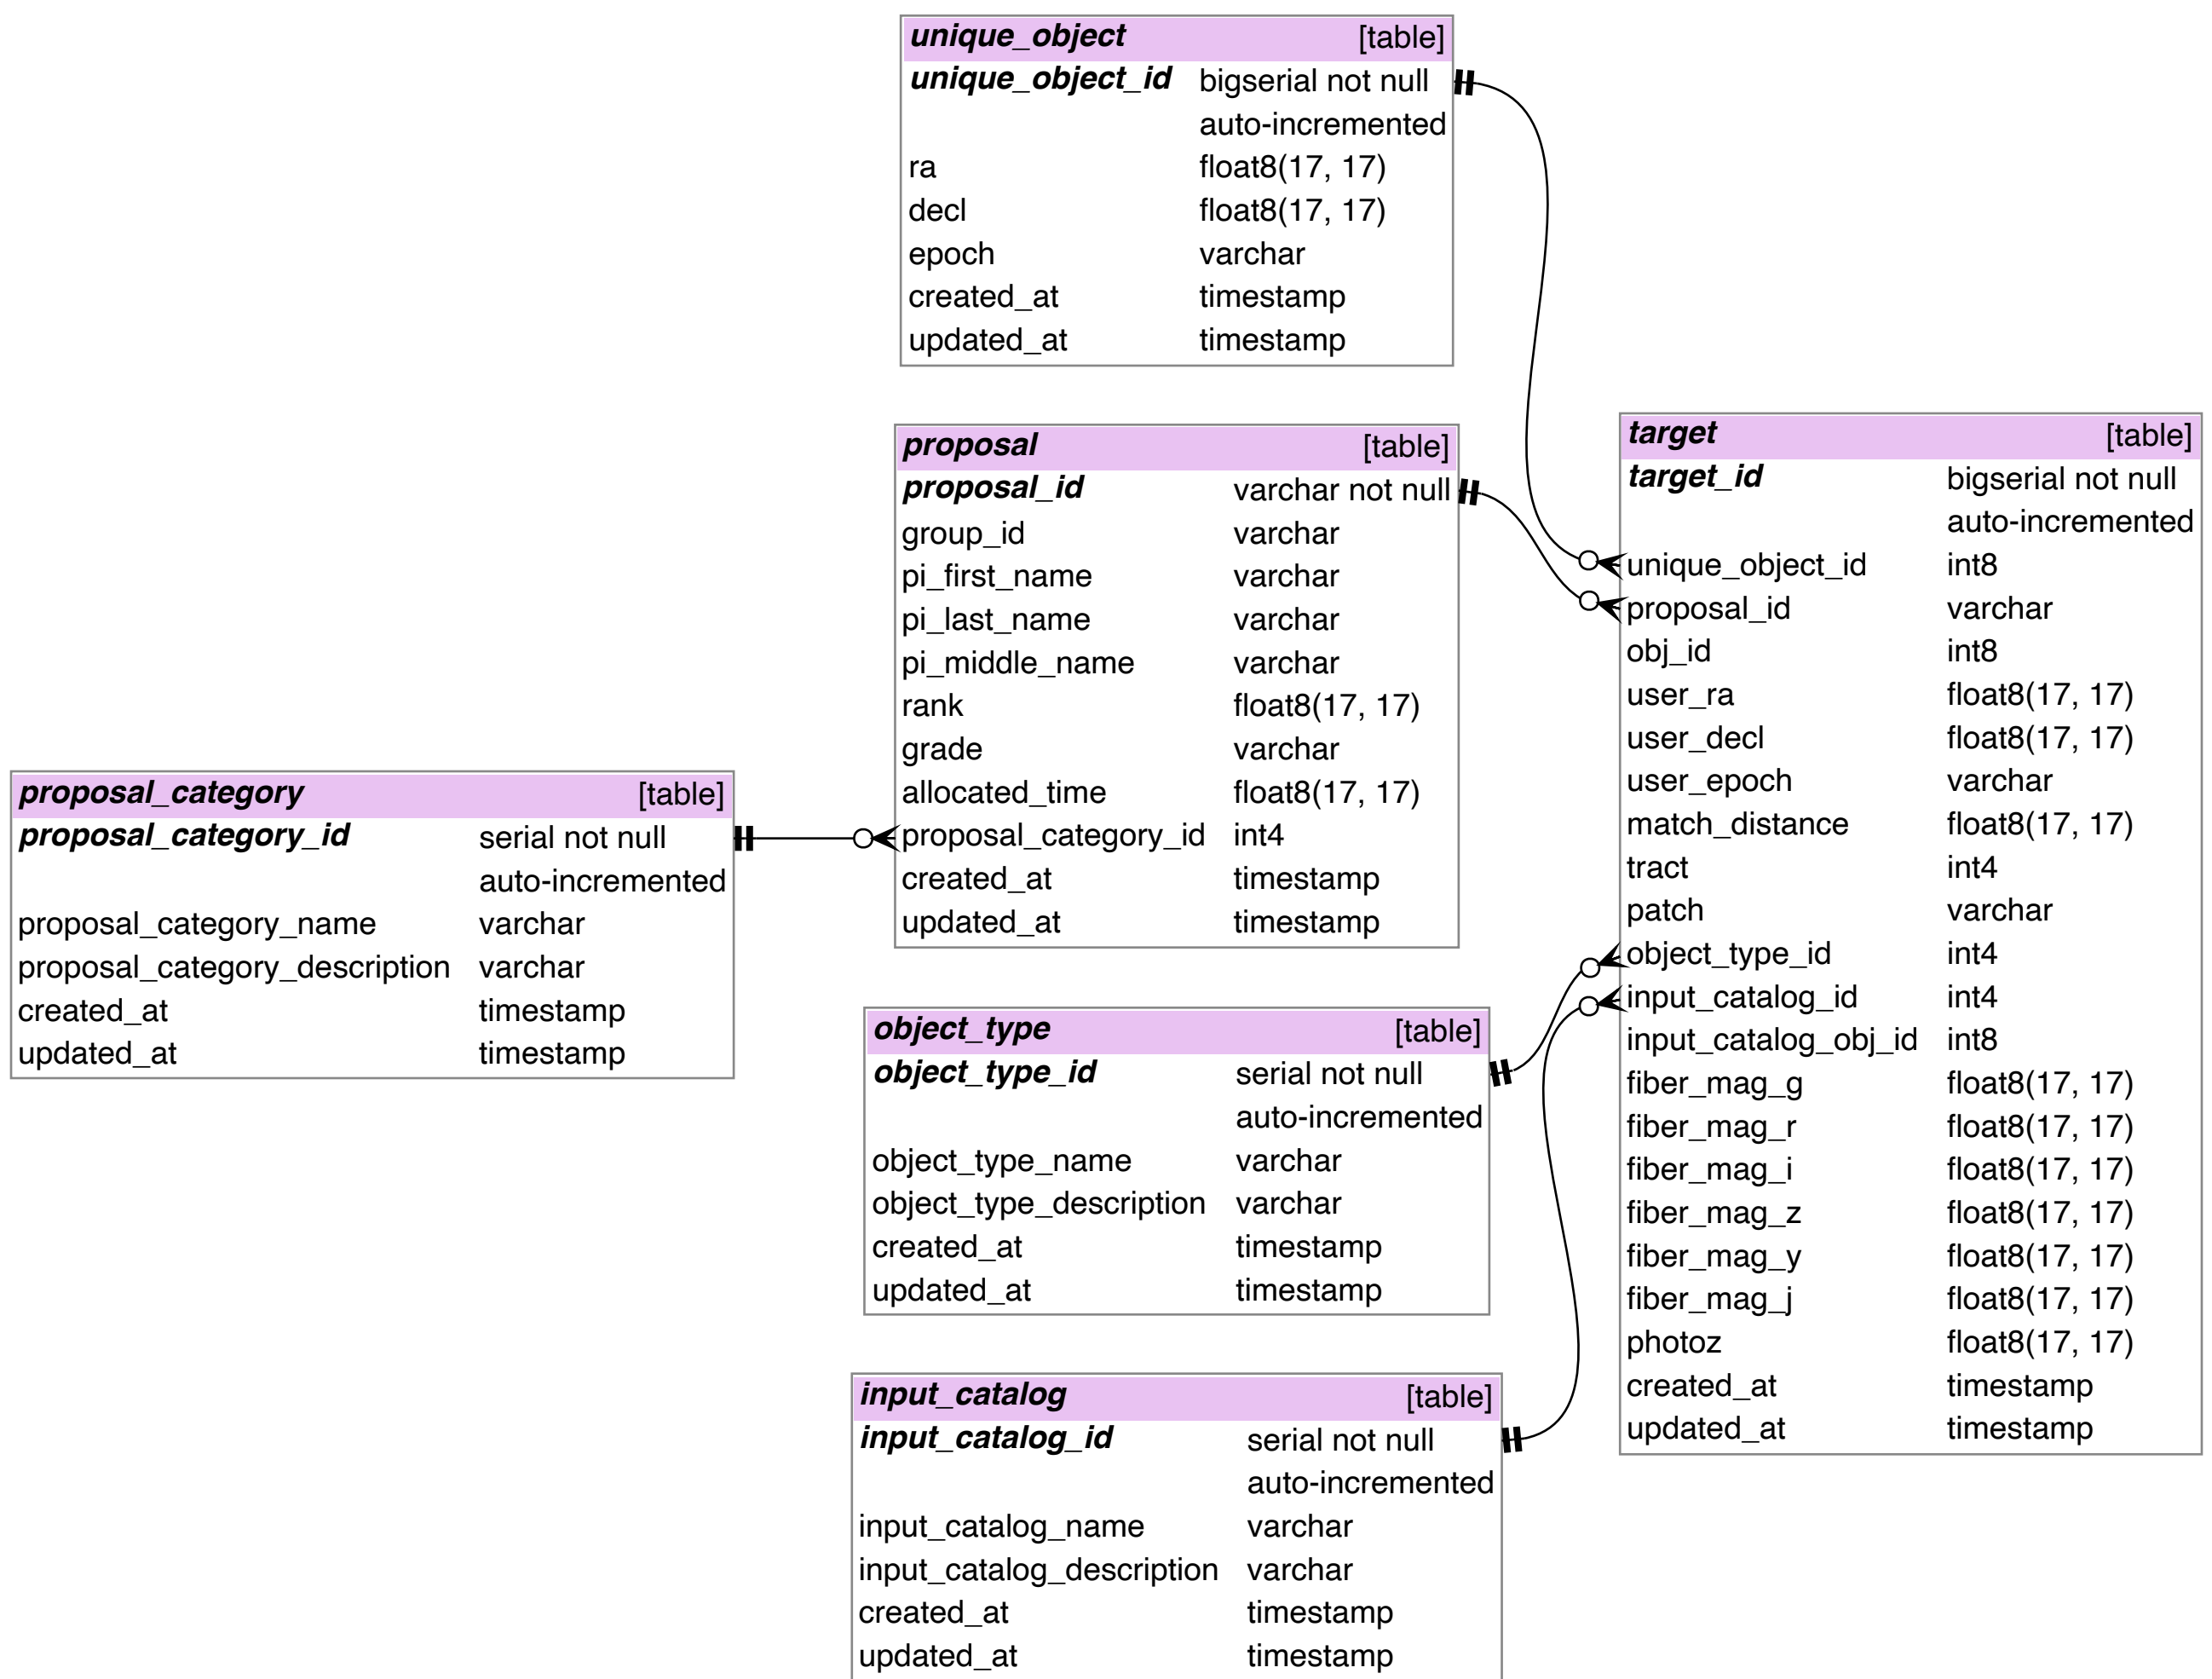 unique_object [table]
unique_object_id bigserial not null
auto-incremented
ra float8(17, 17)
decl float8(17, 17)
epoch varchar
created_at timestamp
updated_at timestamp
proposal [table]
proposal_id varchar not null
group_id varchar
pi_first_name varchar
pi_last_name varchar
pi_middle_name varchar
rank float8(17, 17)
grade varchar
allocated_time float8(17, 17)
proposal_category_id int4
created_at timestamp
updated_at timestamp
proposal_category [table]
proposal_category_id serial not null
auto-incremented
proposal_category_name varchar
proposal_category_description varchar
created_at timestamp
updated_at timestamp
object_type [table]
object_type_id serial not null
auto-incremented
object_type_name varchar
object_type_description varchar
created_at timestamp
updated_at timestamp
input_catalog [table]
input_catalog_id serial not null
auto-incremented
input_catalog_name varchar
input_catalog_description varchar
created_at timestamp
updated_at timestamp
target [table]
target_id bigserial not null
auto-incremented
unique_object_id int8
proposal_id varchar
obj_id int8
user_ra float8(17, 17)
user_decl float8(17, 17)
user_epoch varchar
match_distance float8(17, 17)
tract int4
patch varchar
object_type_id int4
input_catalog_id int4
input_catalog_obj_id int8
fiber_mag_g float8(17, 17)
fiber_mag_r float8(17, 17)
fiber_mag_i float8(17, 17)
fiber_mag_z float8(17, 17)
fiber_mag_y float8(17, 17)
fiber_mag_j float8(17, 17)
photoz float8(17, 17)
created_at timestamp
updated_at timestamp